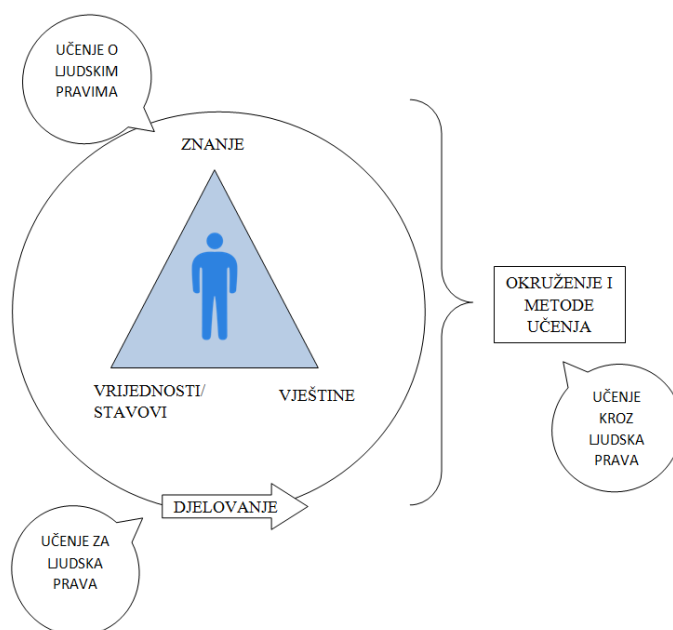 UČENJE O
LJUDSKIM
PRAVIMA
ZNANJE
OKRUŽENJE I
METODE
UČENJA
VRIJEDNOSTI/
STAVOVI
VJEŠTINE
UČENJE
KROZ
LJUDSKA
PRAVA
DJELOVANJE
UČENJE ZA
LJUDSKA
PRAVA